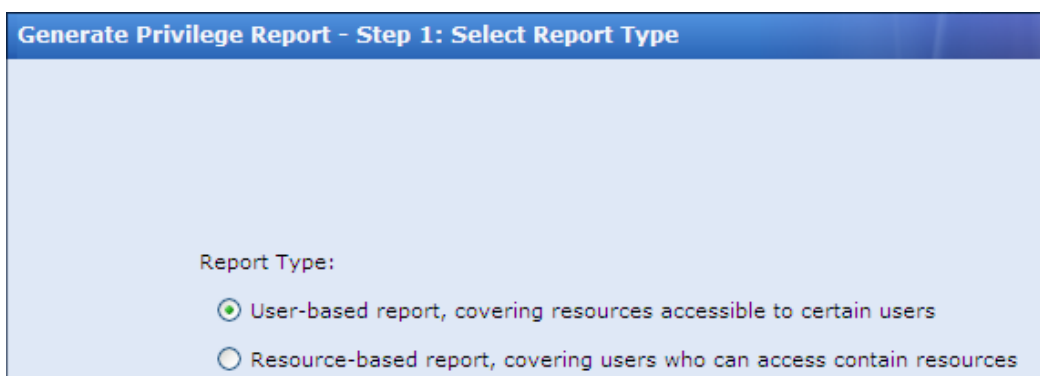 Generate Privilege Report - Step 1: Select Report Type
Report Type:
User-based report, covering resources accessible to certain users
Resource-based report, covering users who can access contain resources